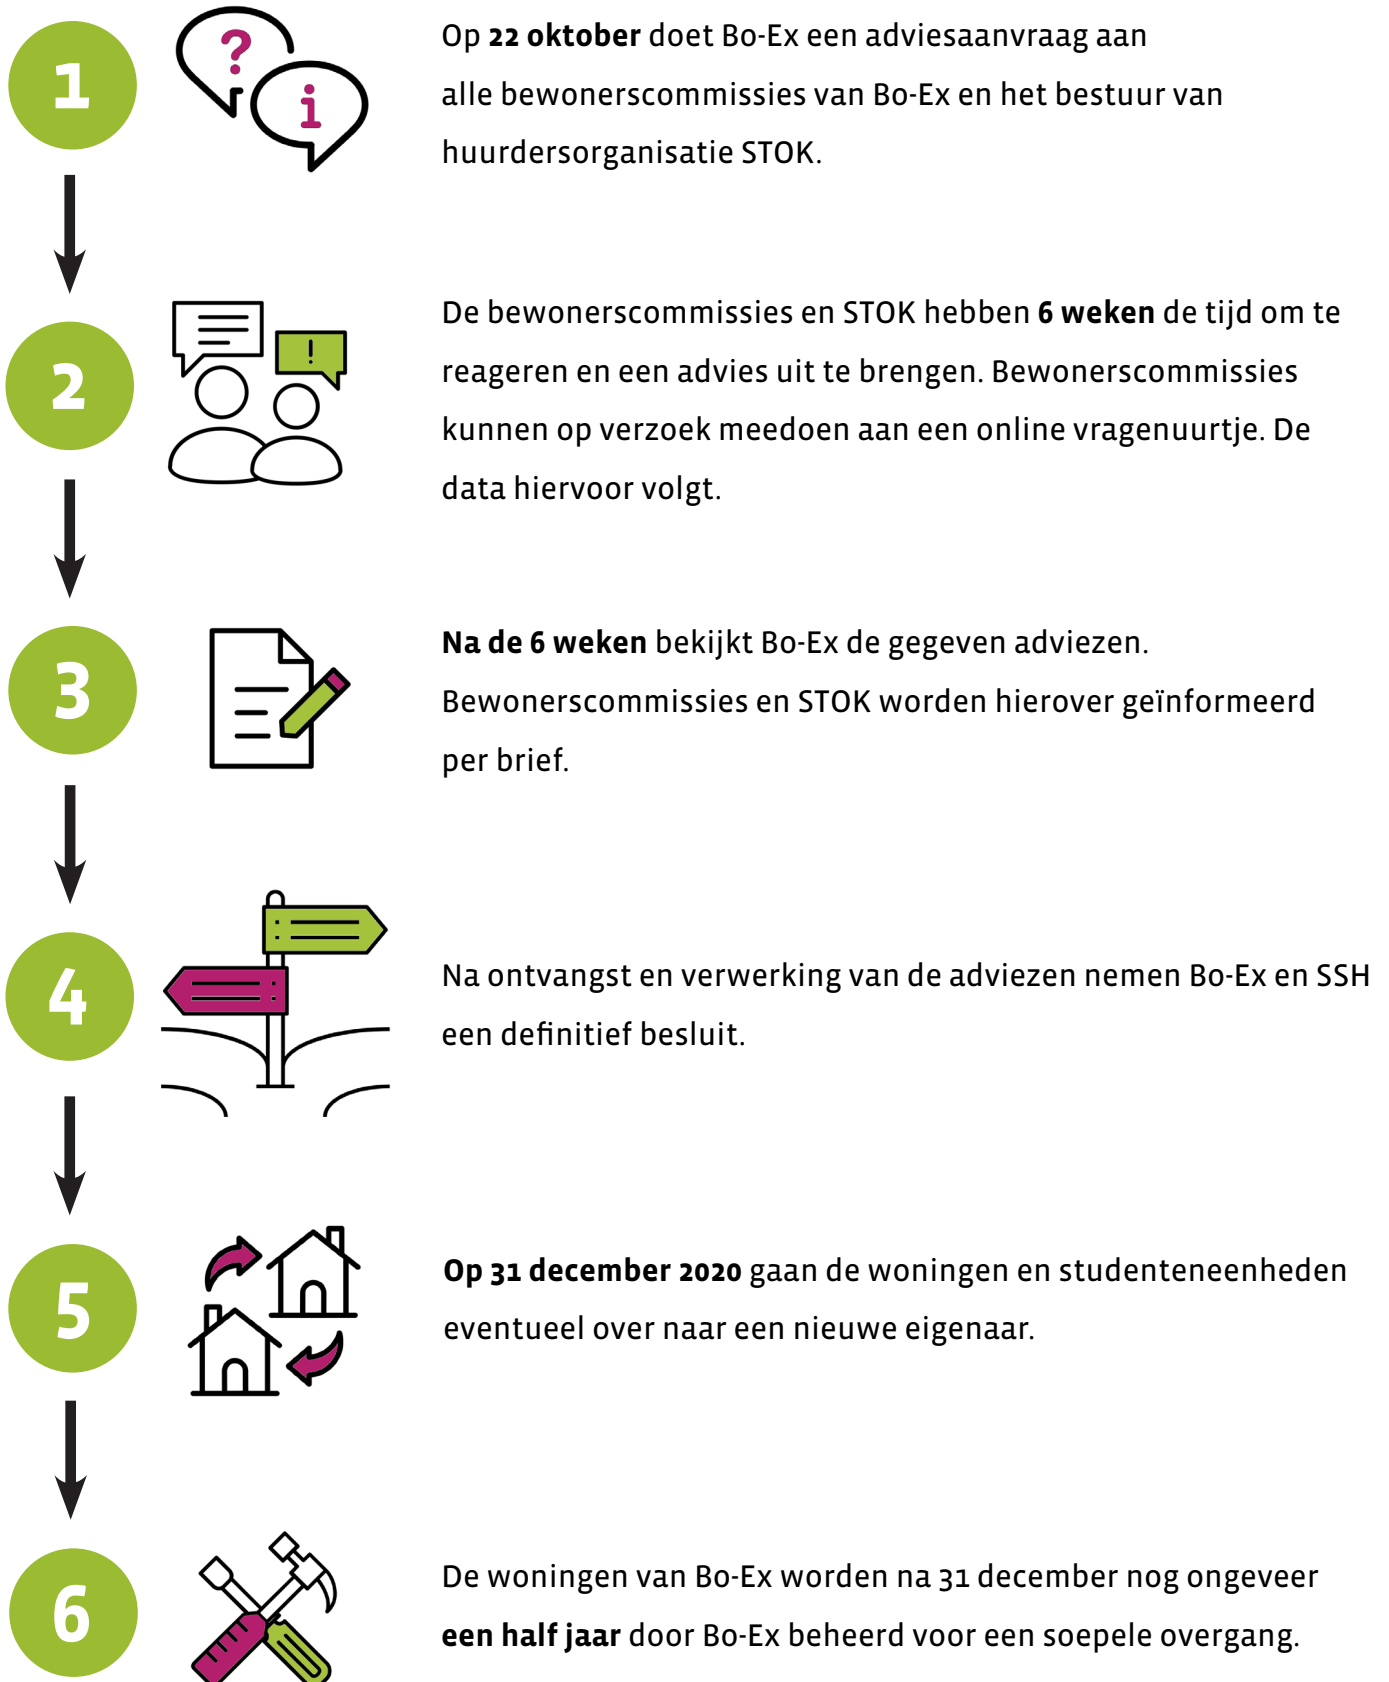 1
?
i
Op 22 oktober doet Bo-Ex een adviesaanvraag aan
alle bewonerscommissies van Bo-Ex en het bestuur van
huurdersorganisatie STOK.
2
!
De bewonerscommissies en STOK hebben 6 weken de tijd om te
reageren en een advies uit te brengen. Bewonerscommissies
kunnen op verzoek meedoen aan een online vragenuurtje. De
data hiervoor volgt.
3
Na de 6 weken bekijkt Bo-Ex de gegeven adviezen.
Bewonerscommissies en STOK worden hierover geïnformeerd
per brief.
4
Na ontvangst en verwerking van de adviezen nemen Bo-Ex en SSH
een definitief besluit.
5
Op 31 december 2020 gaan de woningen en studenteneenheden
eventueel over naar een nieuwe eigenaar.
6
De woningen van Bo-Ex worden na 31 december nog ongeveer
een half jaar door Bo-Ex beheerd voor een soepele overgang.